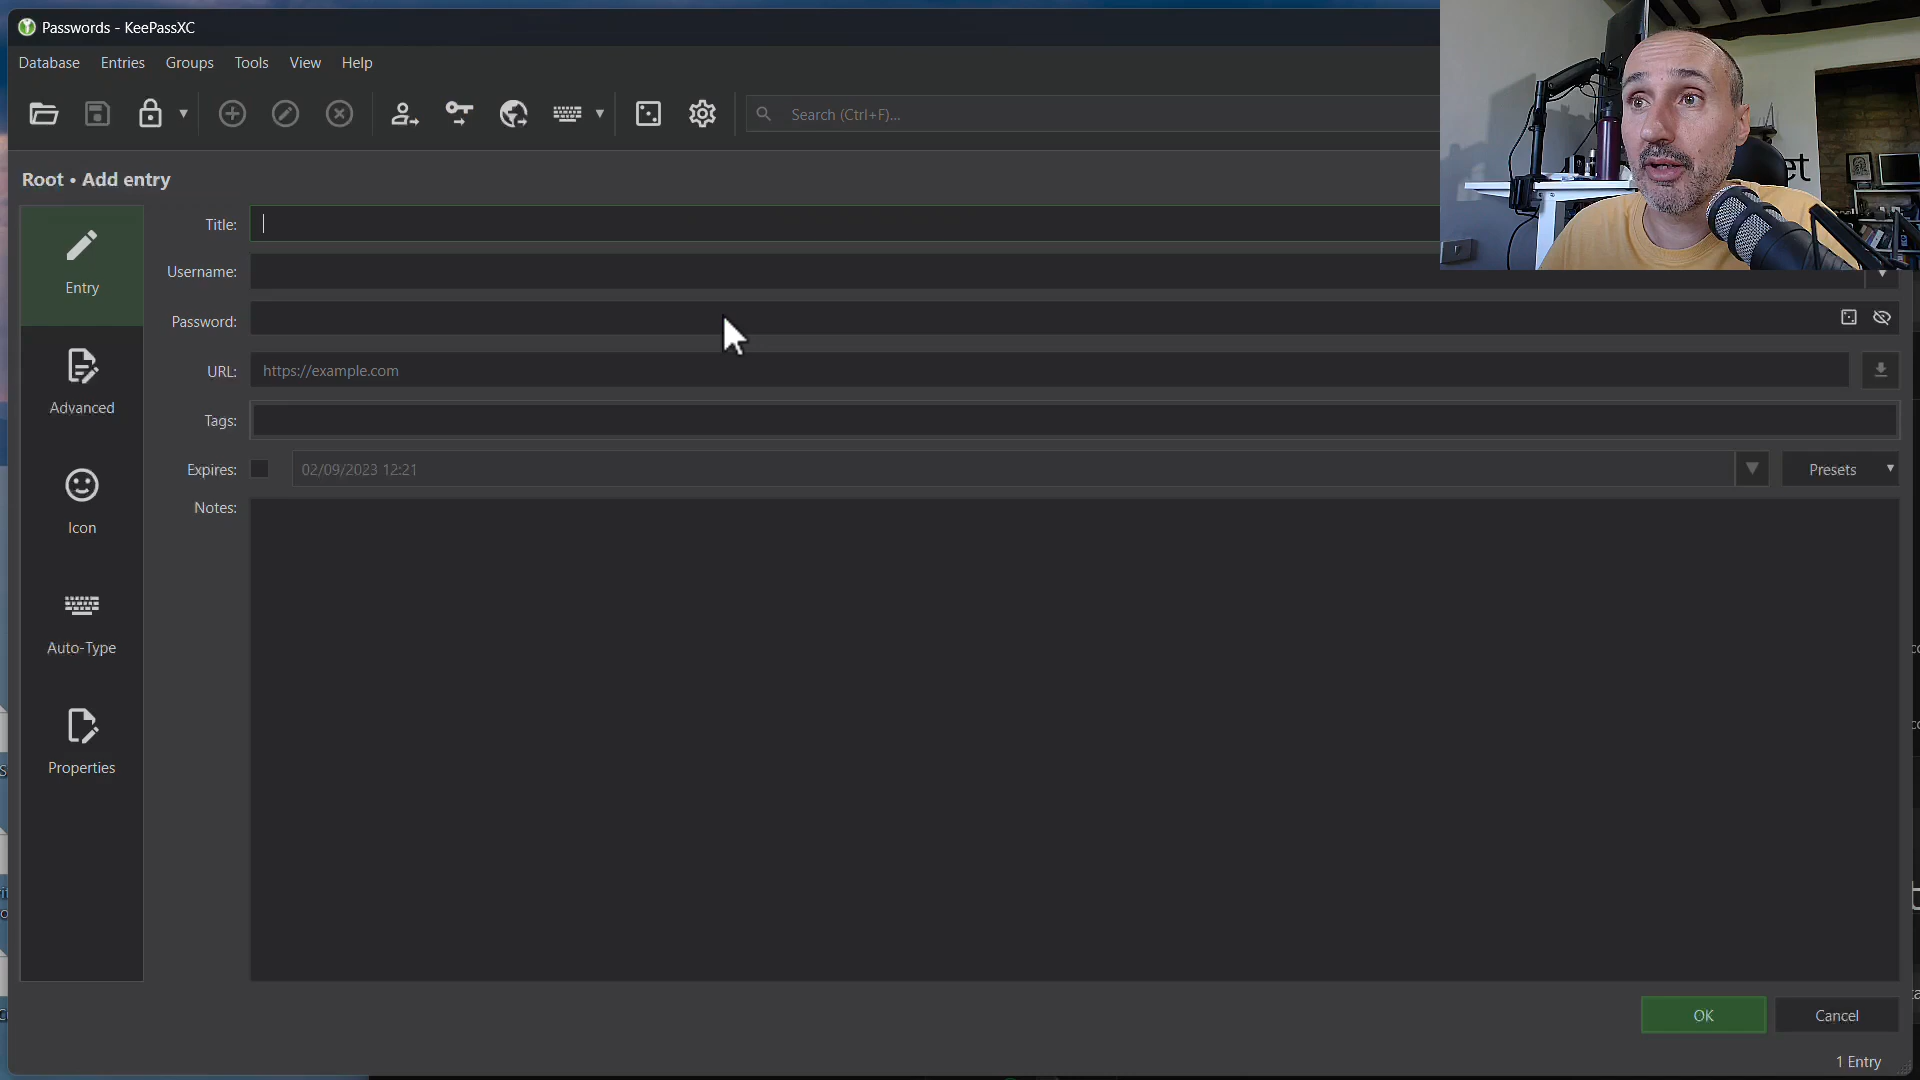 Passwords - KeePassXC
Database Entries Groups Tools View Help
Search (Ctrl+F)...
Root • Add entry
Title:
Username:
Password:
URL: https://example.com
Tags:
Expires: 02/09/2023 12:21 Presets
Notes:
Entry
Advanced
Icon
Auto-Type
Properties
OK Cancel
1 Entry